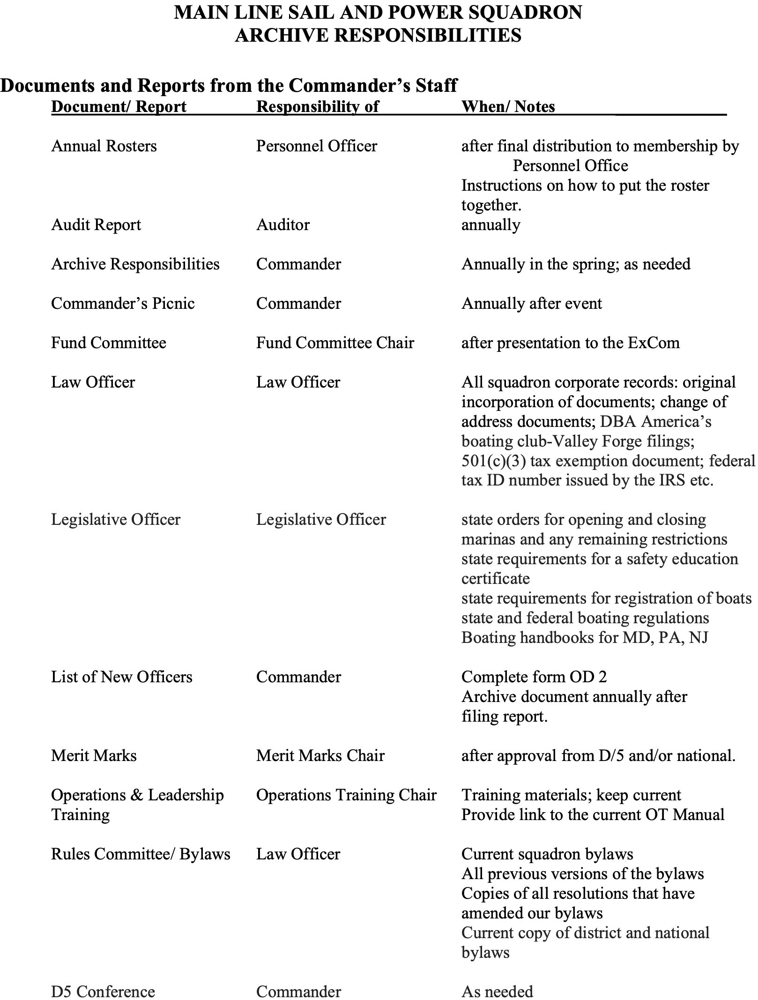 MAIN LINE SAIL AND POWER SQUADRON
ARCHIVE RESPONSIBILITIES
Documents and Reports from the Commander’s Staff
Document/ Report Responsibility of When/ Notes
Annual Rosters Personnel Officer after final distribution to membership by
Personnel Office
Instructions on how to put the roster
together.
Audit Report Auditor annually
Archive Responsibilities Commander Annually in the spring; as needed
Commander’s Picnic Commander Annually after event
Fund Committee Fund Committee Chair after presentation to the ExCom
Law Officer Law Officer All squadron corporate records: original
incorporation of documents; change of
address documents; DBA America’s
boating club-Valley Forge filings;
501(c)(3) tax exemption document; federal
tax ID number issued by the IRS etc.
Legislative Officer Legislative Officer state orders for opening and closing
marinas and any remaining restrictions
state requirements for a safety education
certificate
state requirements for registration of boats
state and federal boating regulations
Boating handbooks for MD, PA, NJ
List of New Officers Commander Complete form OD 2
Archive document annually after
filing report.
Merit Marks Merit Marks Chair after approval from D/5 and/or national.
Operations & Leadership Operations Training Chair Training materials; keep current
Training Provide link to the current OT Manual
Rules Committee/ Bylaws Law Officer Current squadron bylaws
All previous versions of the bylaws
Copies of all resolutions that have
amended our bylaws
Current copy of district and national
bylaws
D5 Conference Commander As needed